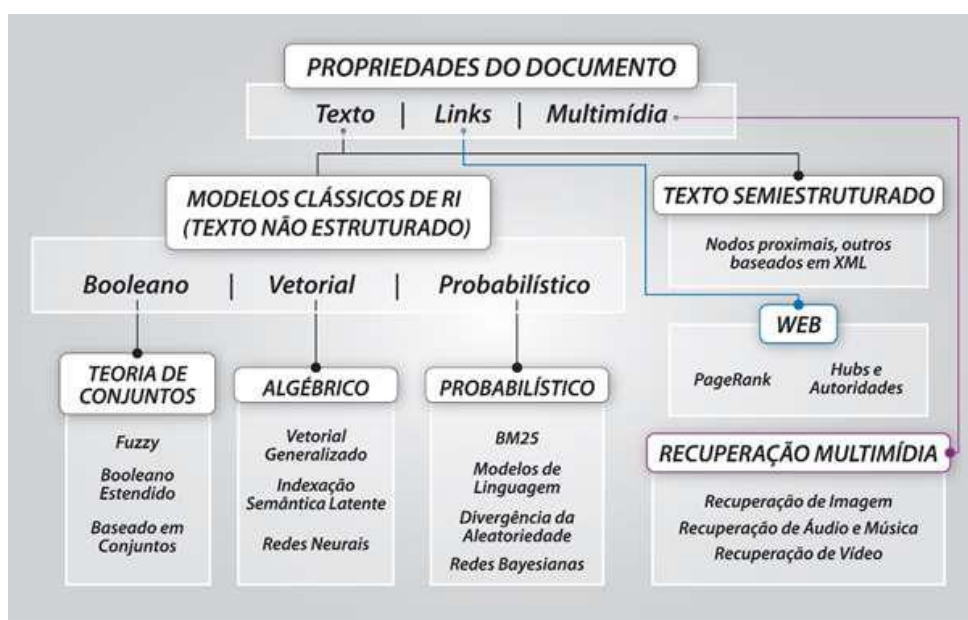 PROPRIEDADES DO DOCUMENTO
Texto | Links | Multimídia
MODELOS CLÁSSICOS DE RI
(TEXTO NÃO ESTRUTURADO)
Booleano | Vetorial | Probabilístico
TEORIA DE
CONJUNTOS
Fuzzy
Booleano
Estendido
Baseado em
Conjuntos
ALGÉBRICO
Vetorial
Generalizado
Indexação
Semântica Latente
Redes Neurais
PROBABILÍSTICO
BM25
Modelos de
Linguagem
Divergência da
Aleatoriedade
Redes Bayesianas
TEXTO SEMIESTRUTURADO
Nodos proximais, outros
baseados em XML
WEB
PageRank
Hubs e
Autoridades
RECUPERAÇÃO MULTIMÍDIA
Recuperação de Imagem
Recuperação de Áudio e Música
Recuperação de Vídeo